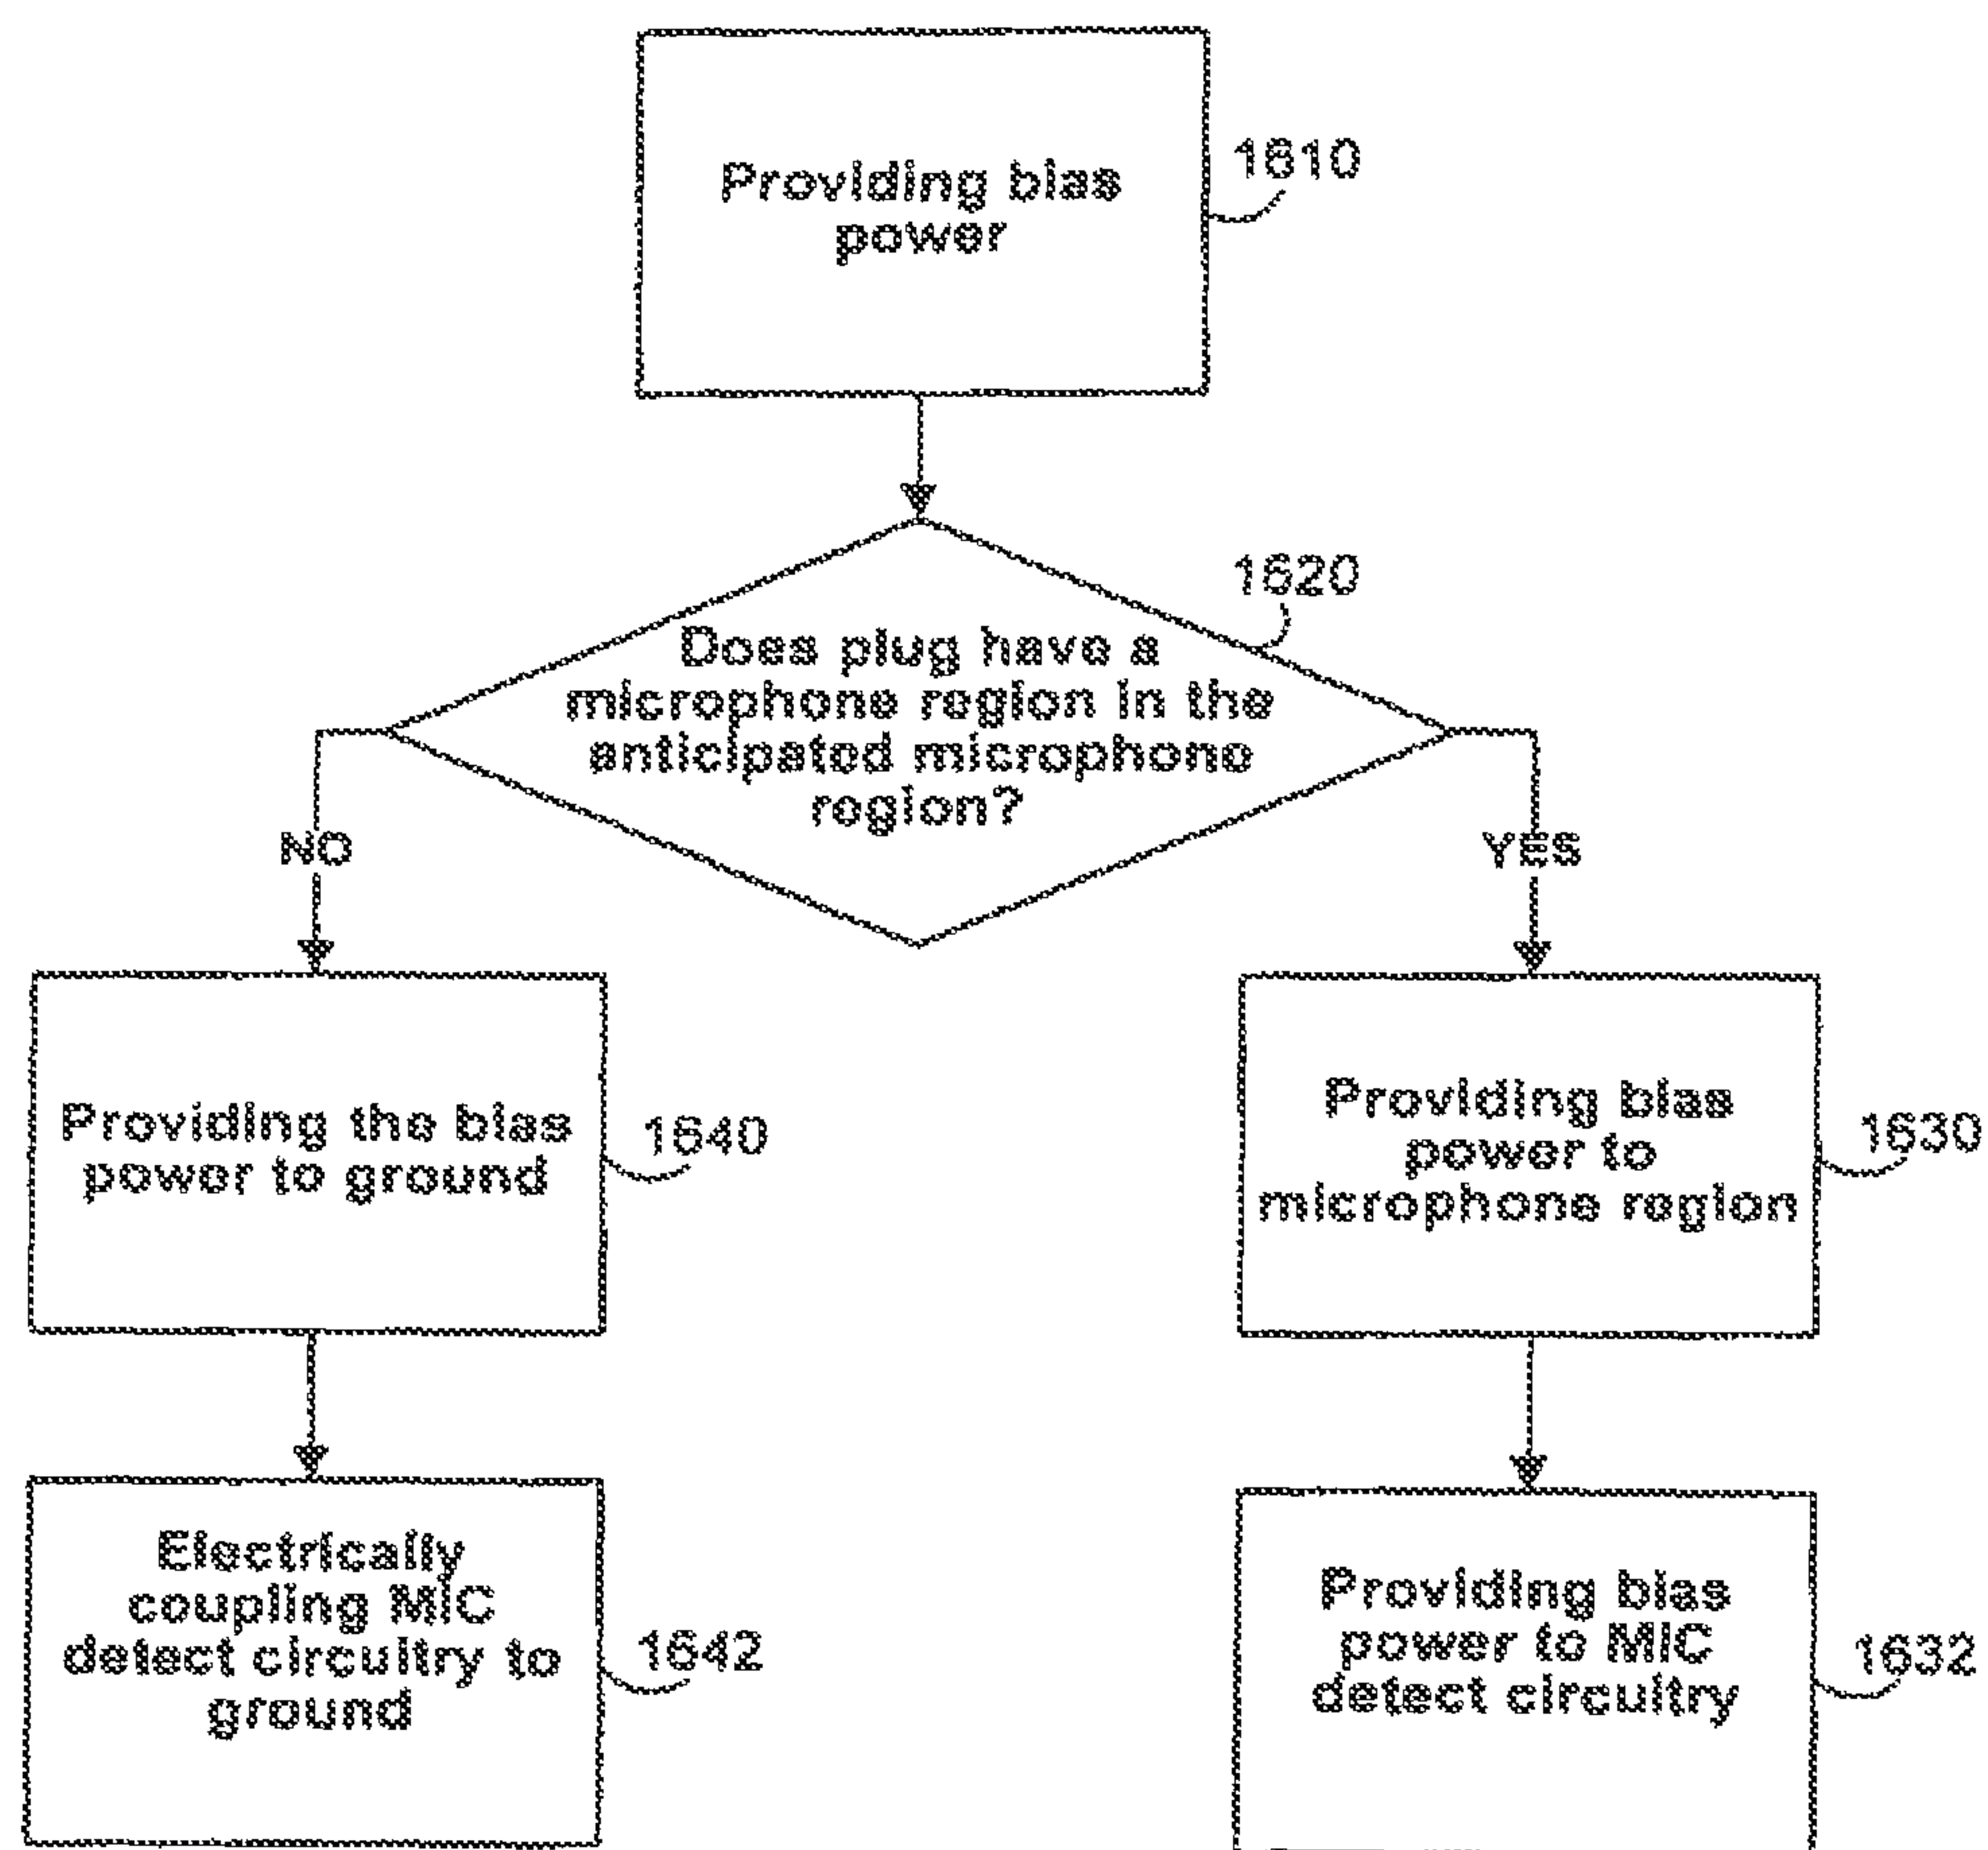 Providing bias
power
1610
1620
Does plug have a
microphone region in the
anticipated microphone
region?
NO
YES
Providing the bias
power to ground
1640
Providing bias
power to
microphone region
1630
Electrically
coupling MIC
detect circuitry to
ground
1642
Providing bias
power to MIC
detect circuitry
1632